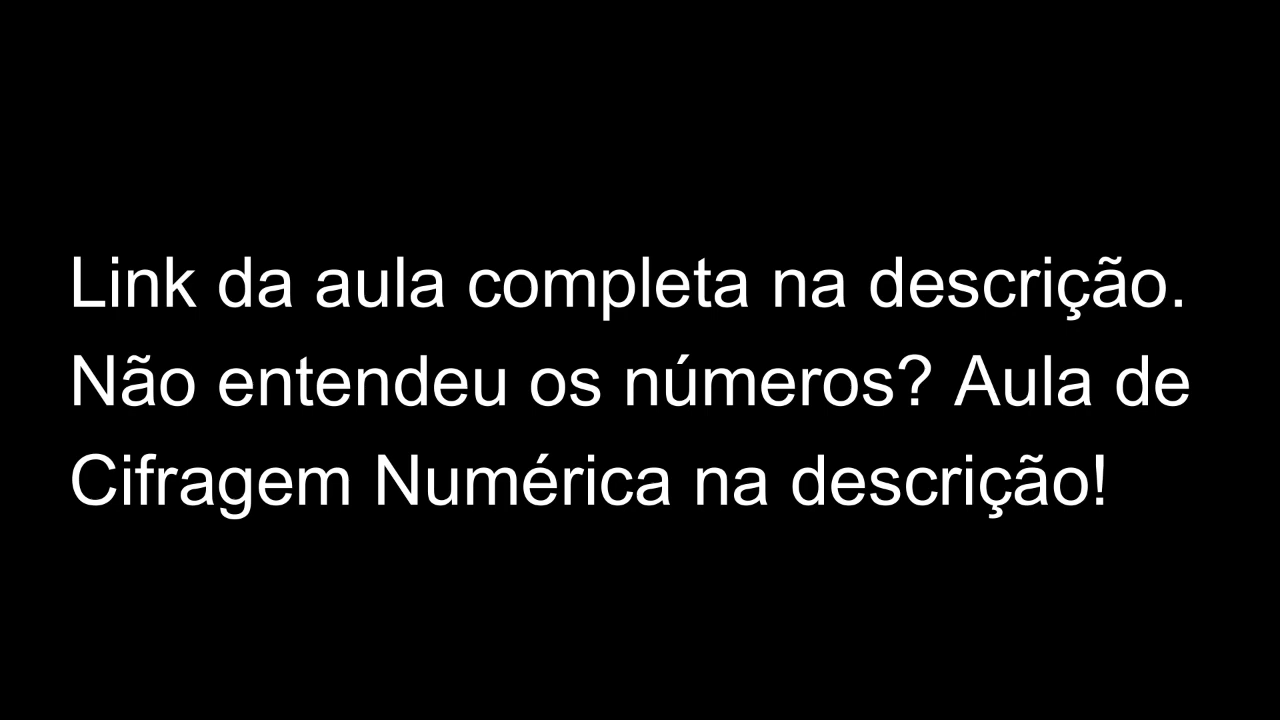 Link da aula completa na descrição.
Não entendeu os números? Aula de
Cifragem Numérica na descrição!